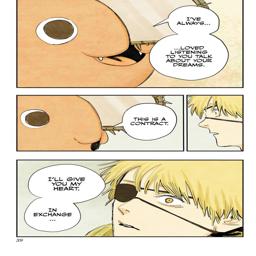 I'VE
ALWAYS...
...LOVED
LISTENING
TO YOU TALK
ABOUT YOUR
DREAMS.
THIS IS A
CONTRACT.
I'LL GIVE
YOU MY
HEART.
IN
EXCHANGE
...